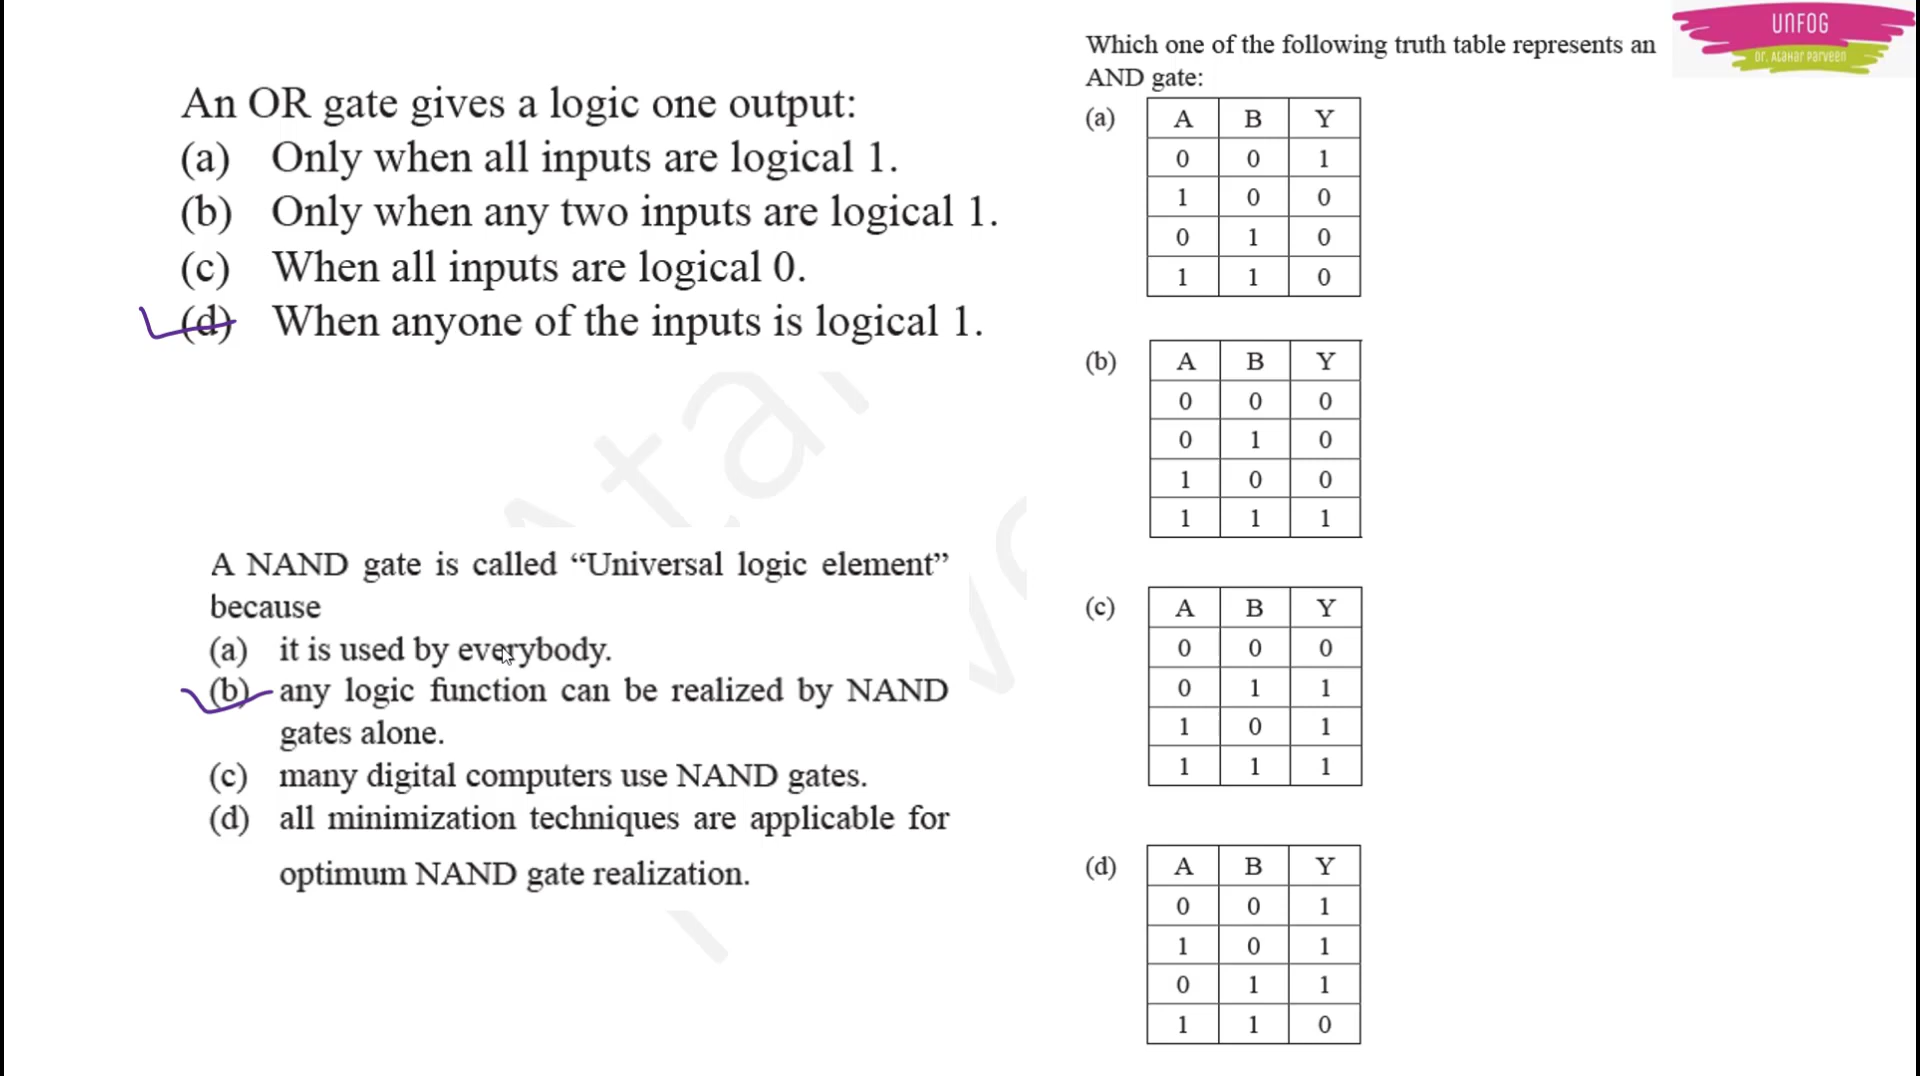 An OR gate gives a logic one output:
(a) Only when all inputs are logical 1.
(b) Only when any two inputs are logical 1.
(c) When all inputs are logical 0.
(d) When anyone of the inputs is logical 1.
A NAND gate is called “Universal logic element”
because
(a) it is used by everybody.
(b) any logic function can be realized by NAND
gates alone.
(c) many digital computers use NAND gates.
(d) all minimization techniques are applicable for
optimum NAND gate realization.
Which one of the following truth table represents an
AND gate:
(a) A B Y
0 0 1
1 0 0
0 1 0
1 1 0
(b) A B Y
0 0 0
0 1 0
1 0 0
1 1 1
(c) A B Y
0 0 0
0 1 1
1 0 1
1 1 1
(d) A B Y
0 0 1
1 0 1
0 1 1
1 1 0
UNFOG
Dr. Atahar Parveen